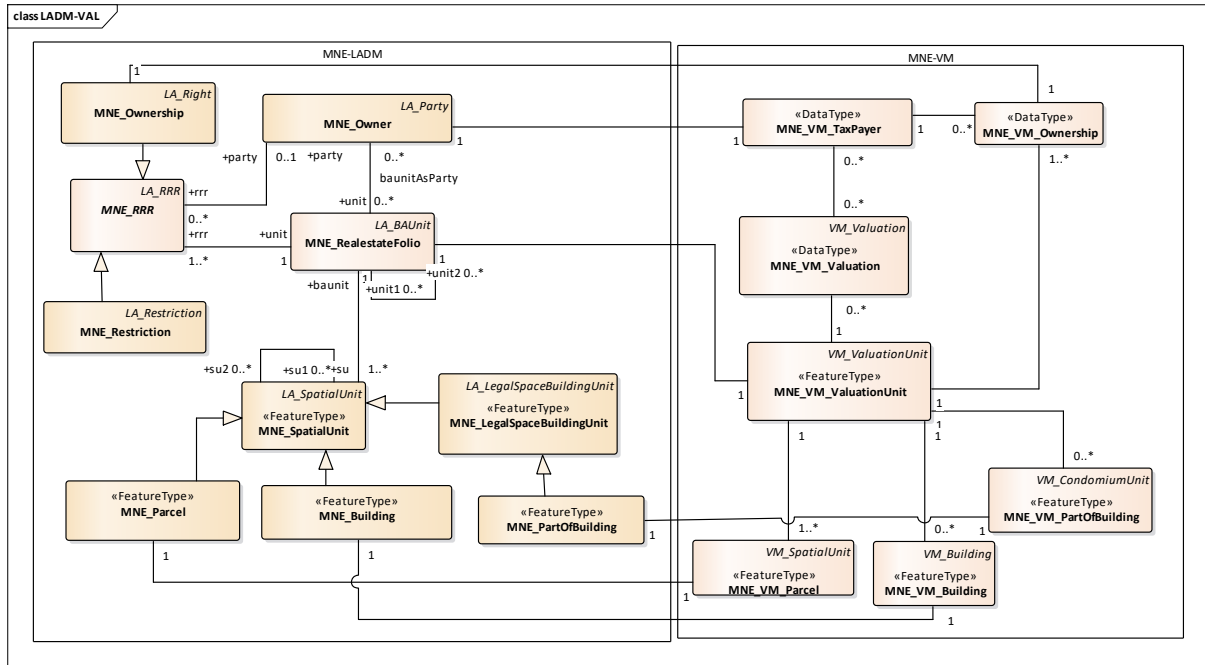 class LADM-VAL
MNE-LADM
MNE-VM
1
1
LA_Right
MNE_Ownership
LA_Party
MNE_Owner
1
1
«DataType»
MNE_VM_TaxPayer
1
0..*
«DataType»
MNE_VM_Ownership
+party
0..1
+party
0..*
0..*
1..*
baunitAsParty
LA_RRR
MNE_RRR
+rrr
0..*
+rrr
1..*
+unit
1
+unit
0..*
LA_BAUnit
MNE_RealestateFolio
1
0..*
VM_Valuation
«DataType»
MNE_VM_Valuation
+baunit
1
+unit1 0..*
+unit2 0..*
LA_Restriction
MNE_Restriction
0..*
1
VM_ValuationUnit
«FeatureType»
MNE_VM_ValuationUnit
1
1
1
1
1
+su2 0..*
+su1 0..*
+su
1..*
LA_SpatialUnit
«FeatureType»
MNE_SpatialUnit
LA_LegalSpaceBuildingUnit
«FeatureType»
MNE_LegalSpaceBuildingUnit
0..*
VM_CondomiumUnit
«FeatureType»
MNE_VM_PartOfBuilding
«FeatureType»
MNE_Parcel
«FeatureType»
MNE_Building
«FeatureType»
MNE_PartOfBuilding
1
1
1
1
1..*
0..*
VM_SpatialUnit
«FeatureType»
MNE_VM_Parcel
1
VM_Building
«FeatureType»
MNE_VM_Building
1